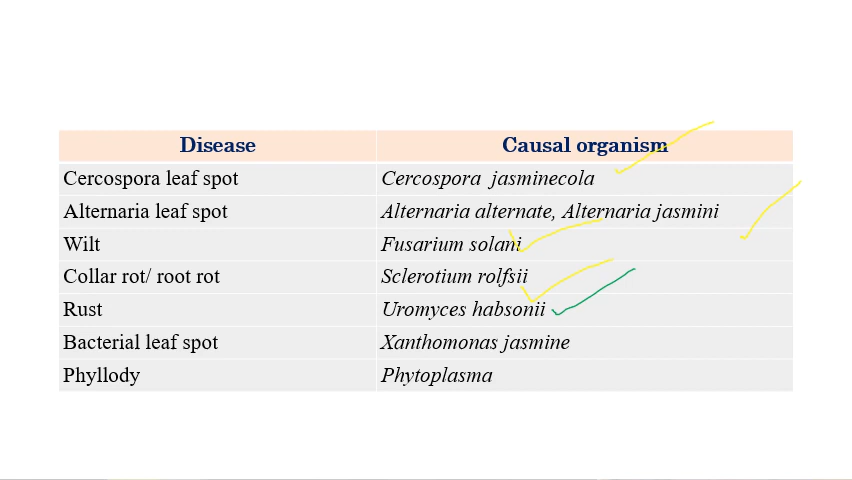 Disease Causal organism
Cercospora leaf spot Cercospora jasminecola
Alternaria leaf spot Alternaria alternate, Alternaria jasmini
Wilt Fusarium solani
Collar rot/ root rot Sclerotium rolfsii
Rust Uromyces habsonii
Bacterial leaf spot Xanthomonas jasmine
Phyllody Phytoplasma